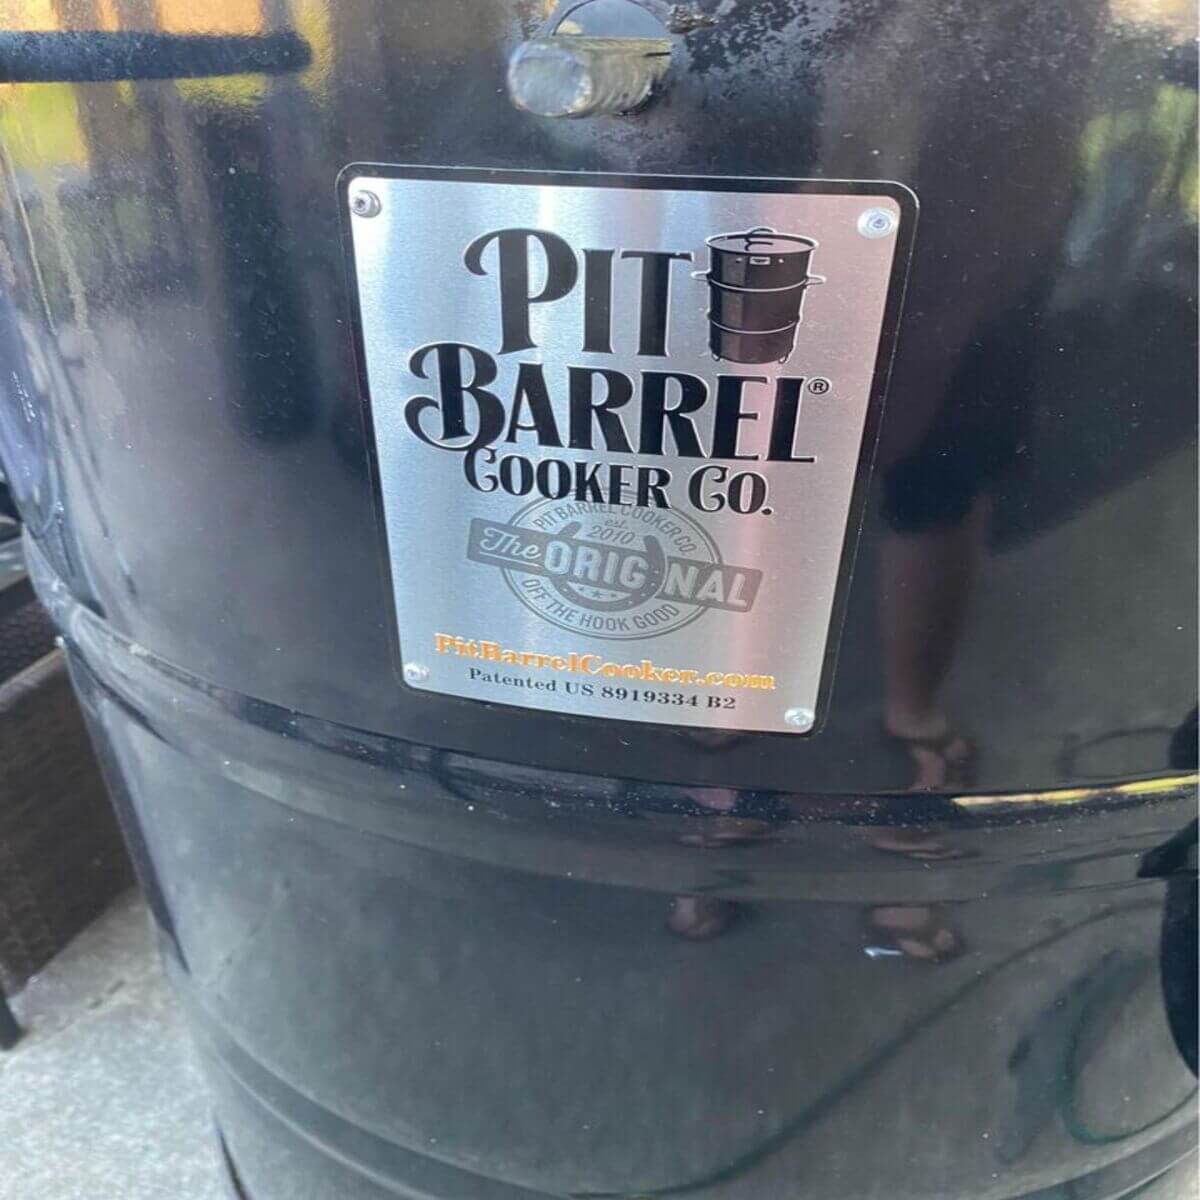 PIT
BARREL®
COOKER CO.
PIT BARREL COOKER CO.
est.
2010
The ORIGINAL
OFF THE HOOK GOOD
PitBarrelCooker.com
Patented US 8919334 B2